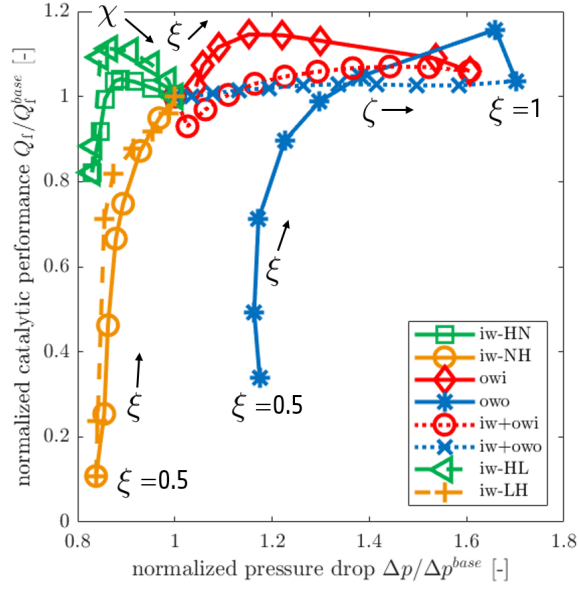 1.2
1
0.8
0.6
0.4
0.2
0
0.8
1
1.2
1.4
1.6
1.8
normalized catalytic performance Q_f/Q_f^base [-]
normalized pressure drop Δp/Δp^base [-]
χ
ξ
ζ
ξ =1
ξ
ξ
ξ =0.5
ξ =0.5
iw-HN
iw-NH
owi
owo
iw+owi
iw+owo
iw-HL
iw-LH